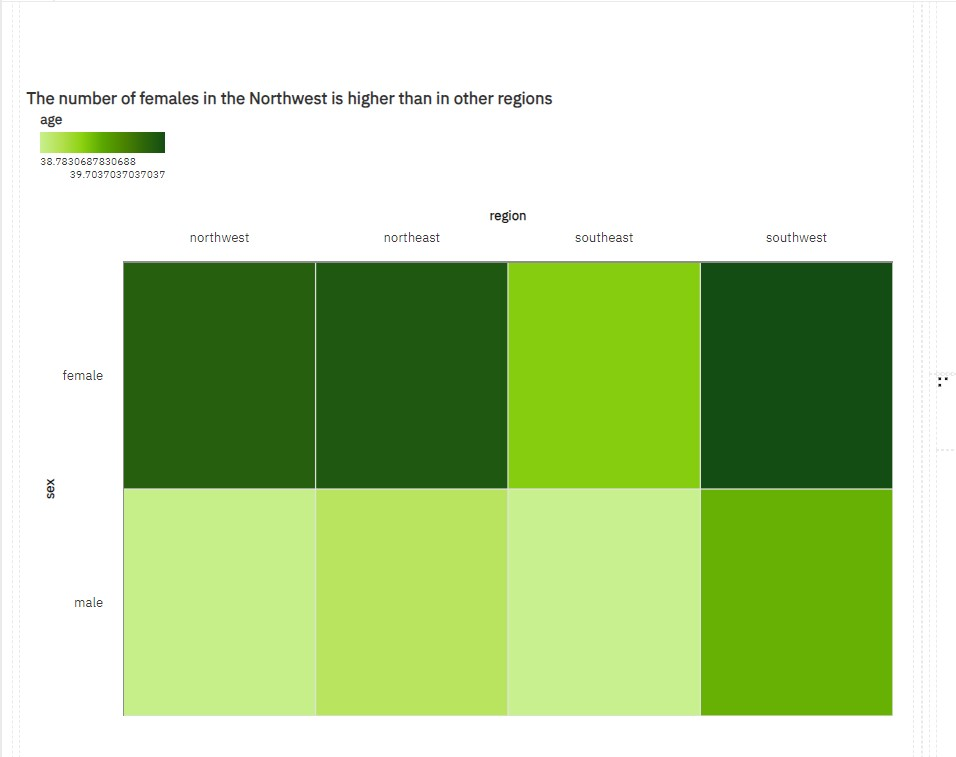 The number of females in the Northwest is higher than in other regions
age
38.7830687830688
39.7037037037037
region
northwest northeast southeast southwest
female
sex
male